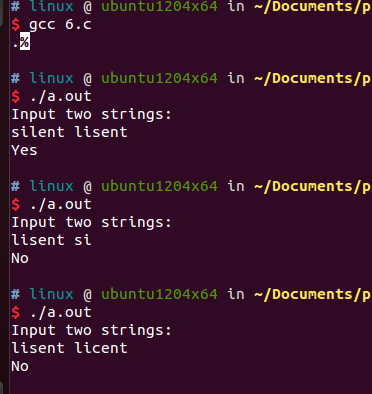 # linux @ ubuntu1204x64 in ~/Documents/p
$ gcc 6.c
.%
# linux @ ubuntu1204x64 in ~/Documents/p
$ ./a.out
Input two strings:
silent lisent
Yes
# linux @ ubuntu1204x64 in ~/Documents/p
$ ./a.out
Input two strings:
lisent si
No
# linux @ ubuntu1204x64 in ~/Documents/p
$ ./a.out
Input two strings:
lisent licent
No